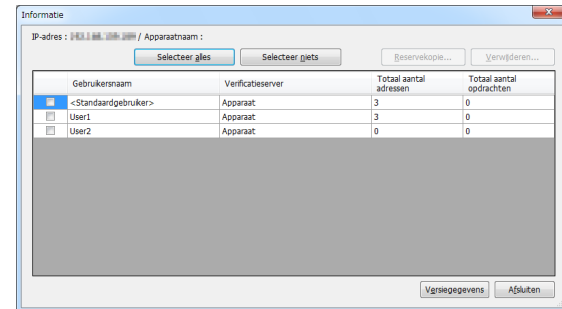 Informatie
IP-adres : / Apparaatnaam :
Selecteer alles Selecteer niets Reservekopie... Verwijderen...
Gebruikersnaam Verificatieserver Totaal aantal adressen Totaal aantal opdrachten
<Standaardgebruiker> Apparaat 3 0
User1 Apparaat 3 0
User2 Apparaat 0 0
Versiegegevens Afsluiten